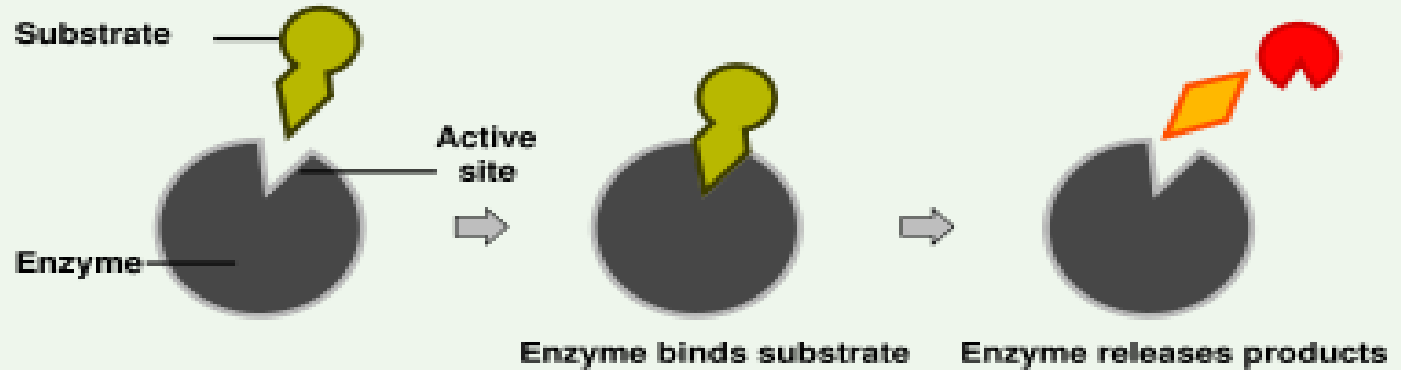 Substrate
Active
site
Enzyme
Enzyme binds substrate
Enzyme releases products